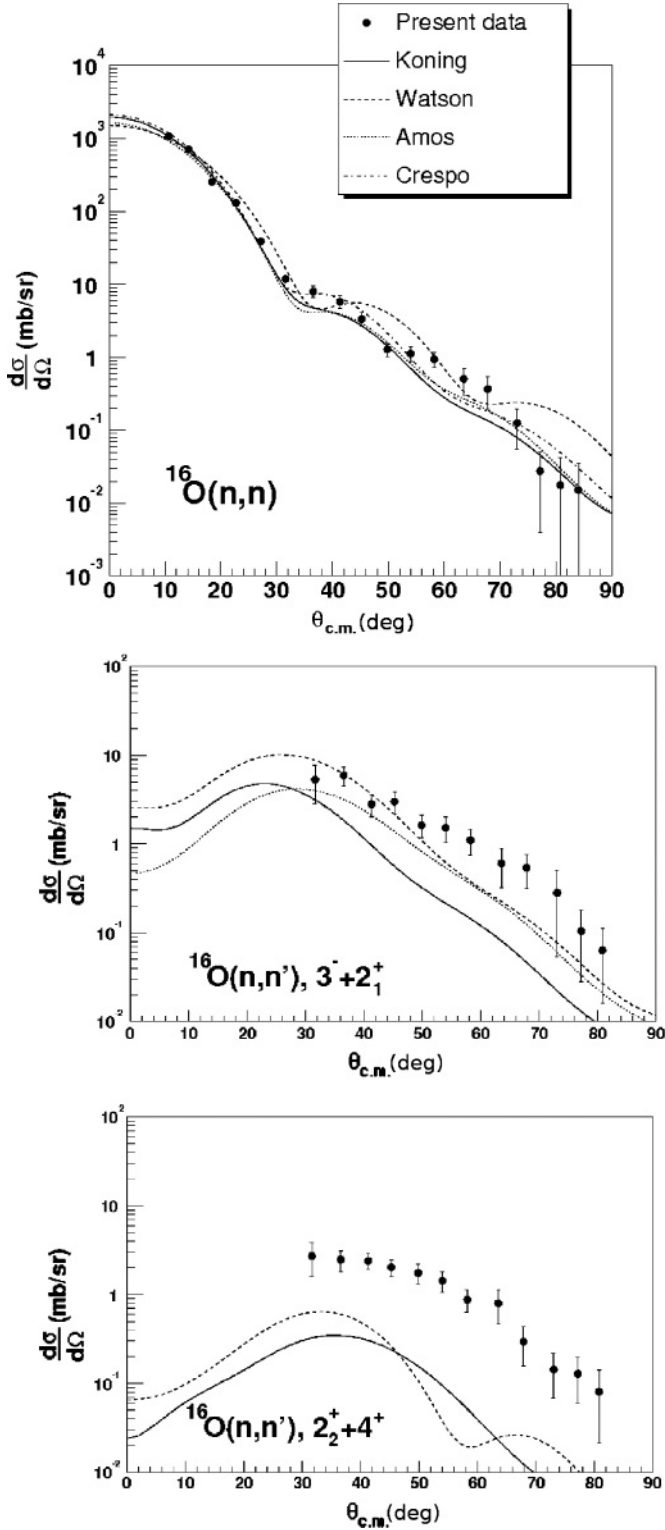 Present data
Koning
Watson
Amos
Crespo
10⁴
10³
10²
10
1
10⁻¹
10⁻²
10⁻³
dσ/dΩ (mb/sr)
¹⁶O(n,n)
0 10 20 30 40 50 60 70 80 90
θc.m.(deg)
10²
10
1
10⁻¹
10⁻²
dσ/dΩ (mb/sr)
¹⁶O(n,n'), 3⁻+2₁⁺
0 10 20 30 40 50 60 70 80 90
θc.m.(deg)
10²
10
1
10⁻¹
10⁻²
dσ/dΩ (mb/sr)
¹⁶O(n,n'), 2₂⁺+4⁺
0 10 20 30 40 50 60 70 80 90
θc.m.(deg)